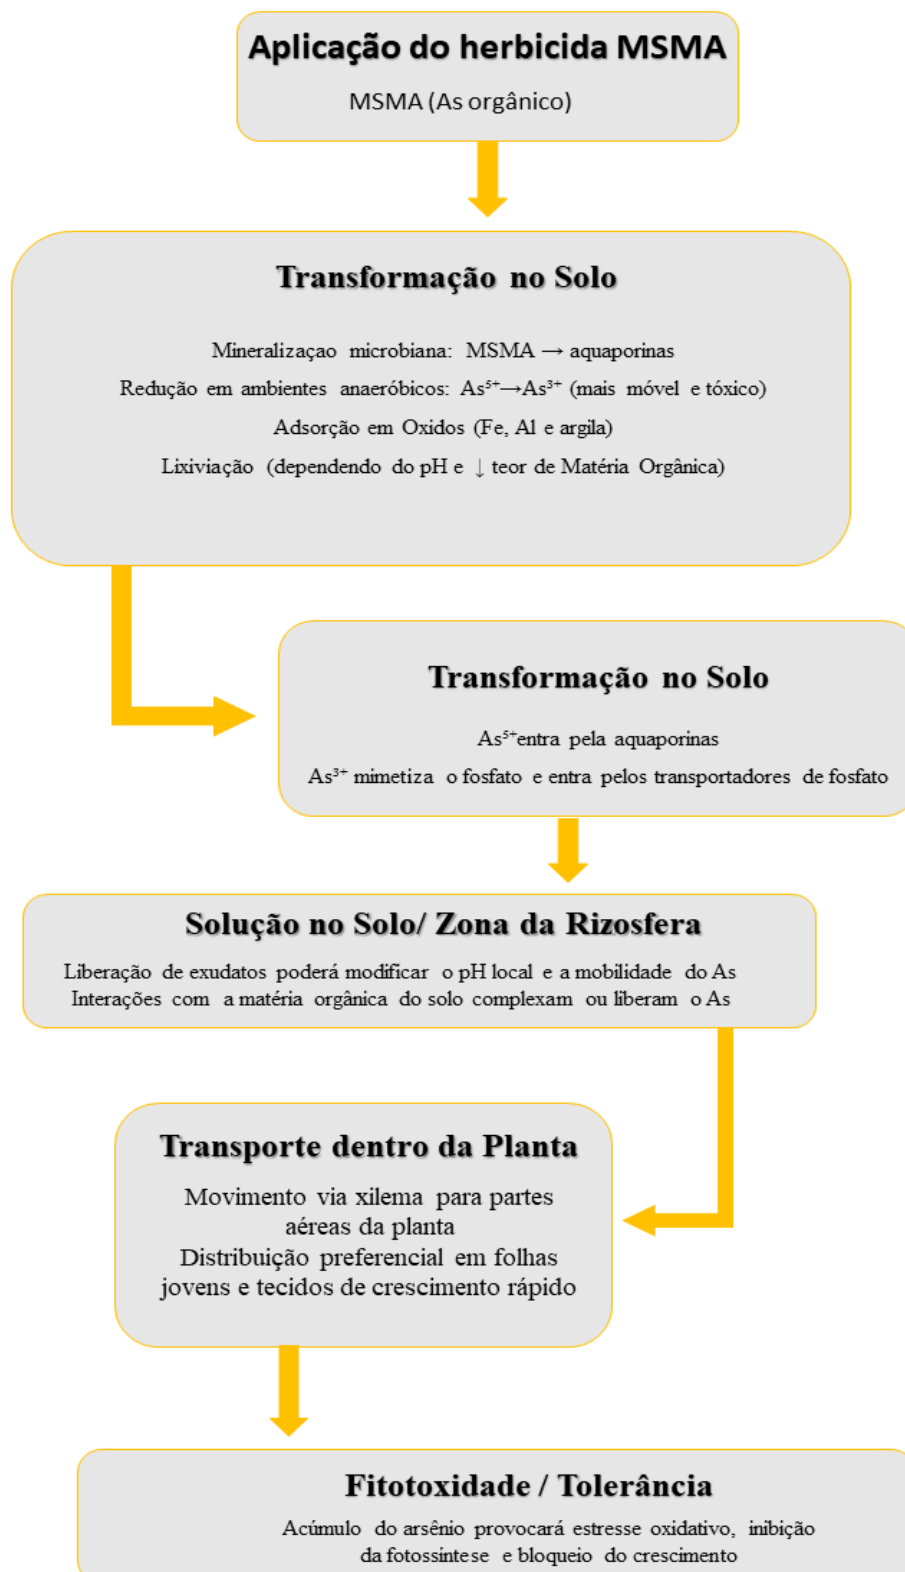 Aplicação do herbicida MSMA
MSMA (As orgânico)
Transformação no Solo
Mineralizaçao microbiana: MSMA → aquaporinas
Redução em ambientes anaeróbicos: As⁵⁺→As³⁺ (mais móvel e tóxico)
Adsorção em Oxidos (Fe, Al e argila)
Lixiviação (dependendo do pH e ↓ teor de Matéria Orgânica)
Transformação no Solo
As⁵⁺entra pela aquaporinas
As³⁺ mimetiza o fosfato e entra pelos transportadores de fosfato
Solução no Solo/ Zona da Rizosfera
Liberação de exudatos poderá modificar o pH local e a mobilidade do As
Interações com a matéria orgânica do solo complexam ou liberam o As
Transporte dentro da Planta
Movimento via xilema para partes
aéreas da planta
Distribuição preferencial em folhas
jovens e tecidos de crescimento rápido
Fitotoxidade / Tolerância
Acúmulo do arsênio provocará estresse oxidativo, inibição
da fotossíntese e bloqueio do crescimento